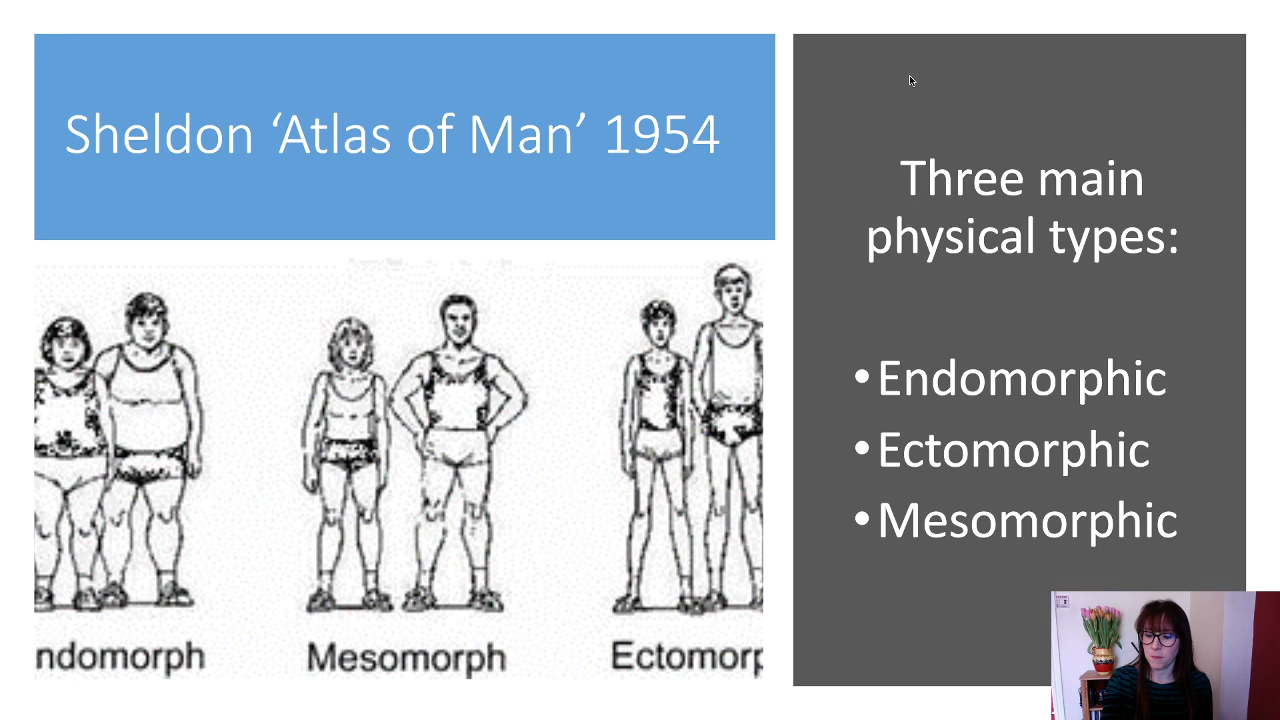 Sheldon ‘Atlas of Man’ 1954
Three main
physical types:
•Endomorphic
•Ectomorphic
•Mesomorphic
ndomorph
Mesomorph
Ectomorp